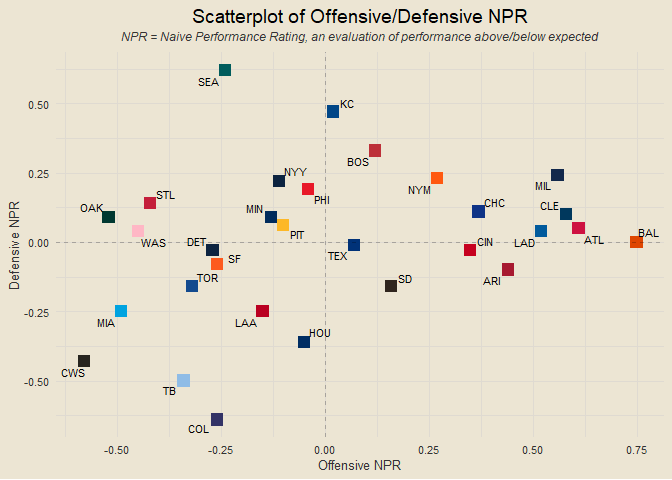 Scatterplot of Offensive/Defensive NPR
NPR = Naive Performance Rating, an evaluation of performance above/below expected
SEA
KC
0.50
BOS
NYY
0.25
NYM
MIL
STL
PHI
CHC
CLE
OAK
MIN
BAL
PIT
WAS
DET
CIN
LAD
ATL
0.00
TEX
SF
TOR
SD
ARI
MIA
LAA
-0.25
HOU
CWS
TB
-0.50
COL
Defensive NPR
-0.50
-0.25
0.00
0.25
0.50
0.75
Offensive NPR